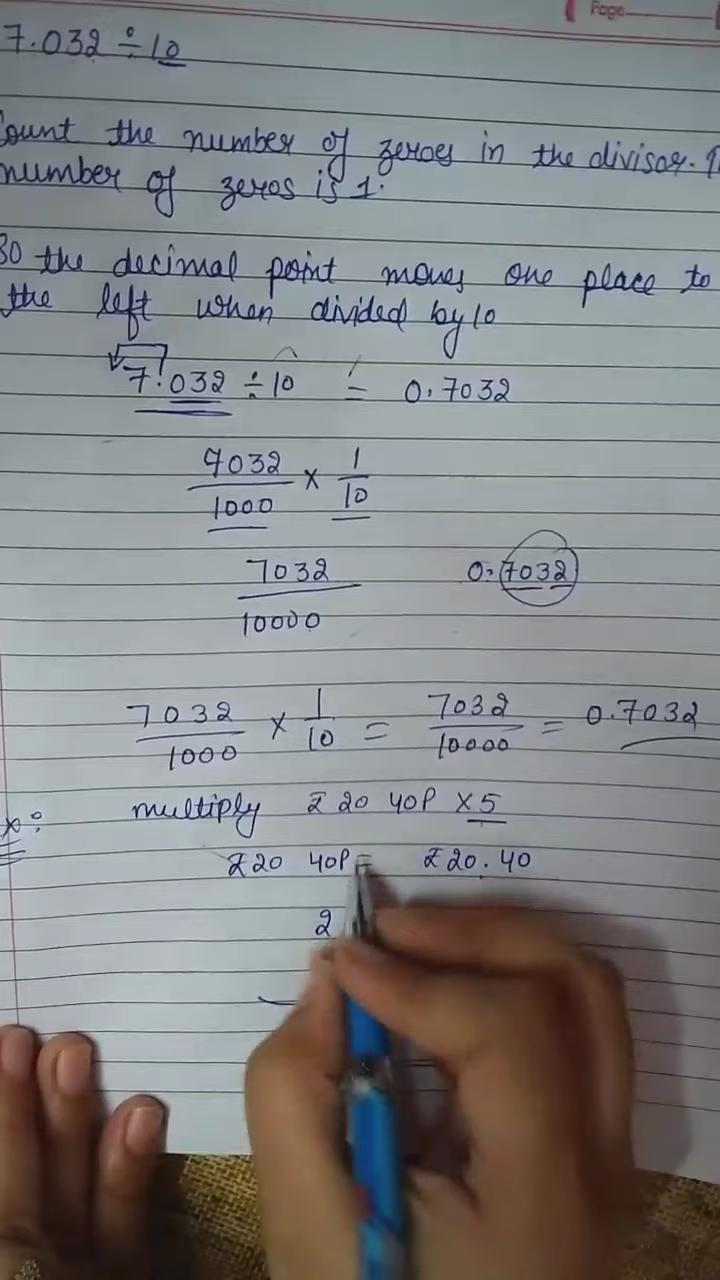 Page
7.032 ÷ 10
Count the number of zeroes in the divisor.
number of zeros is 1.
So the decimal point moves one place to
the left when divided by 10
7.032 ÷ 10 = 0.7032
7032/1000 × 1/10
7032/10000 0.7032
7032/1000 × 1/10 = 7032/10000 = 0.7032
multiply ₹ 20 40P × 5
₹ 20 40P = ₹ 20.40
2